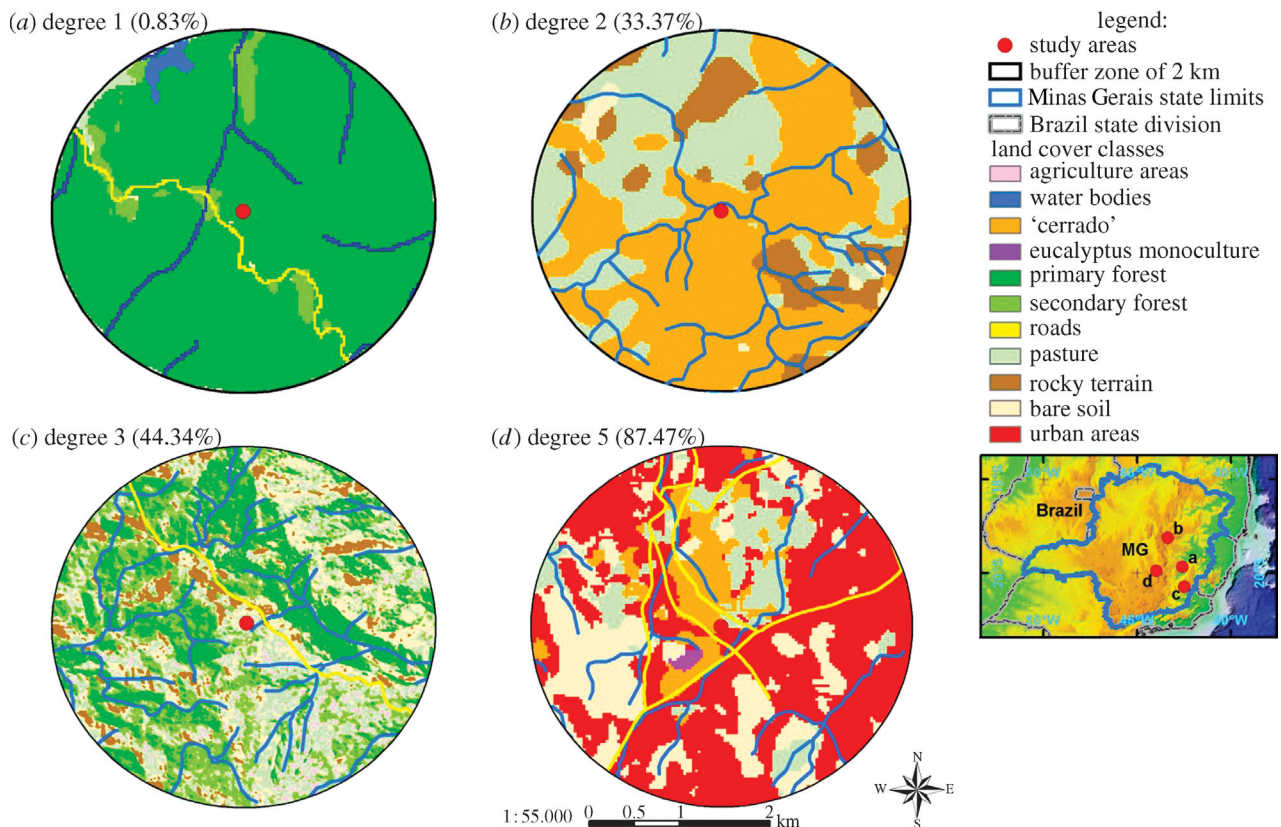 (a) degree 1 (0.83%)
(b) degree 2 (33.37%)
legend:
study areas
buffer zone of 2 km
Minas Gerais state limits
Brazil state division
land cover classes
agriculture areas
water bodies
'cerrado'
eucalyptus monoculture
primary forest
secondary forest
roads
pasture
rocky terrain
bare soil
urban areas
(c) degree 3 (44.34%)
(d) degree 5 (87.47%)
Brazil
MG
b
a
d
c
N
W E
S
1:55.000 0 0.5 1 2
km